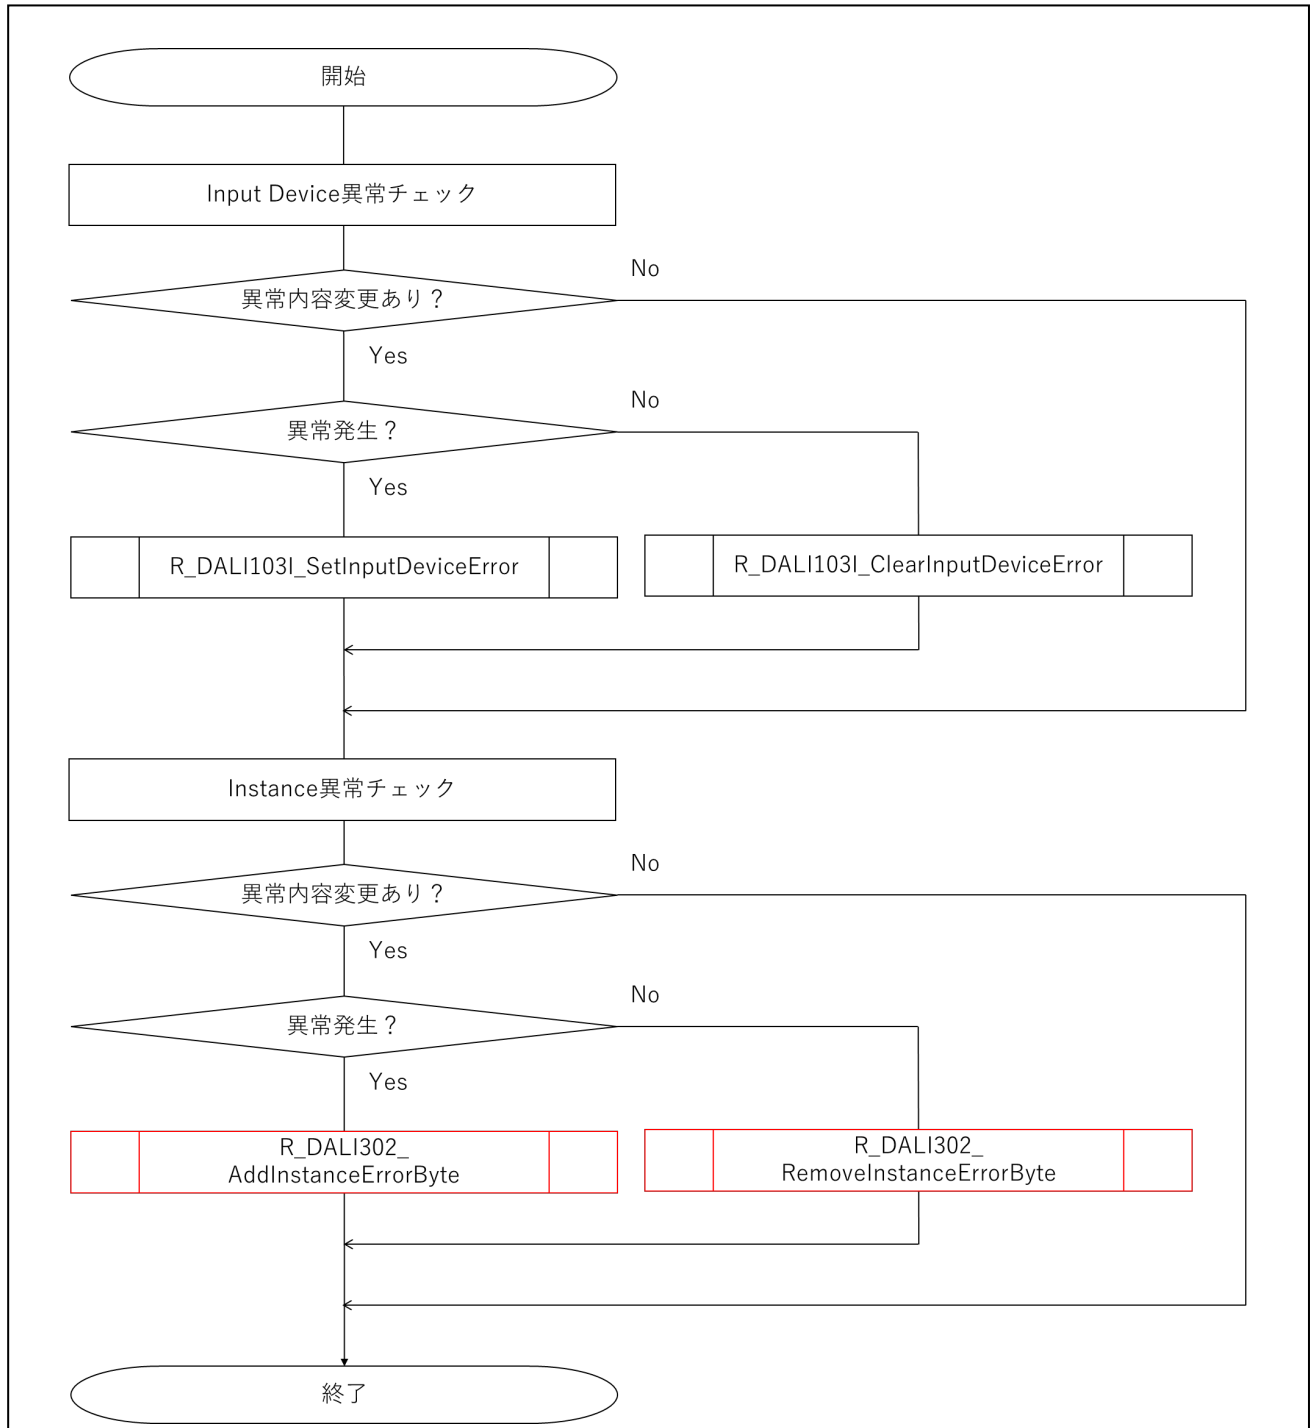 開始
Input Device異常チェック
No
異常内容変更あり？
Yes
No
異常発生？
Yes
R_DALI103I_SetInputDeviceError
R_DALI103I_ClearInputDeviceError
Instance異常チェック
No
異常内容変更あり？
Yes
No
異常発生？
Yes
R_DALI302_
AddInstanceErrorByte
R_DALI302_
RemoveInstanceErrorByte
終了